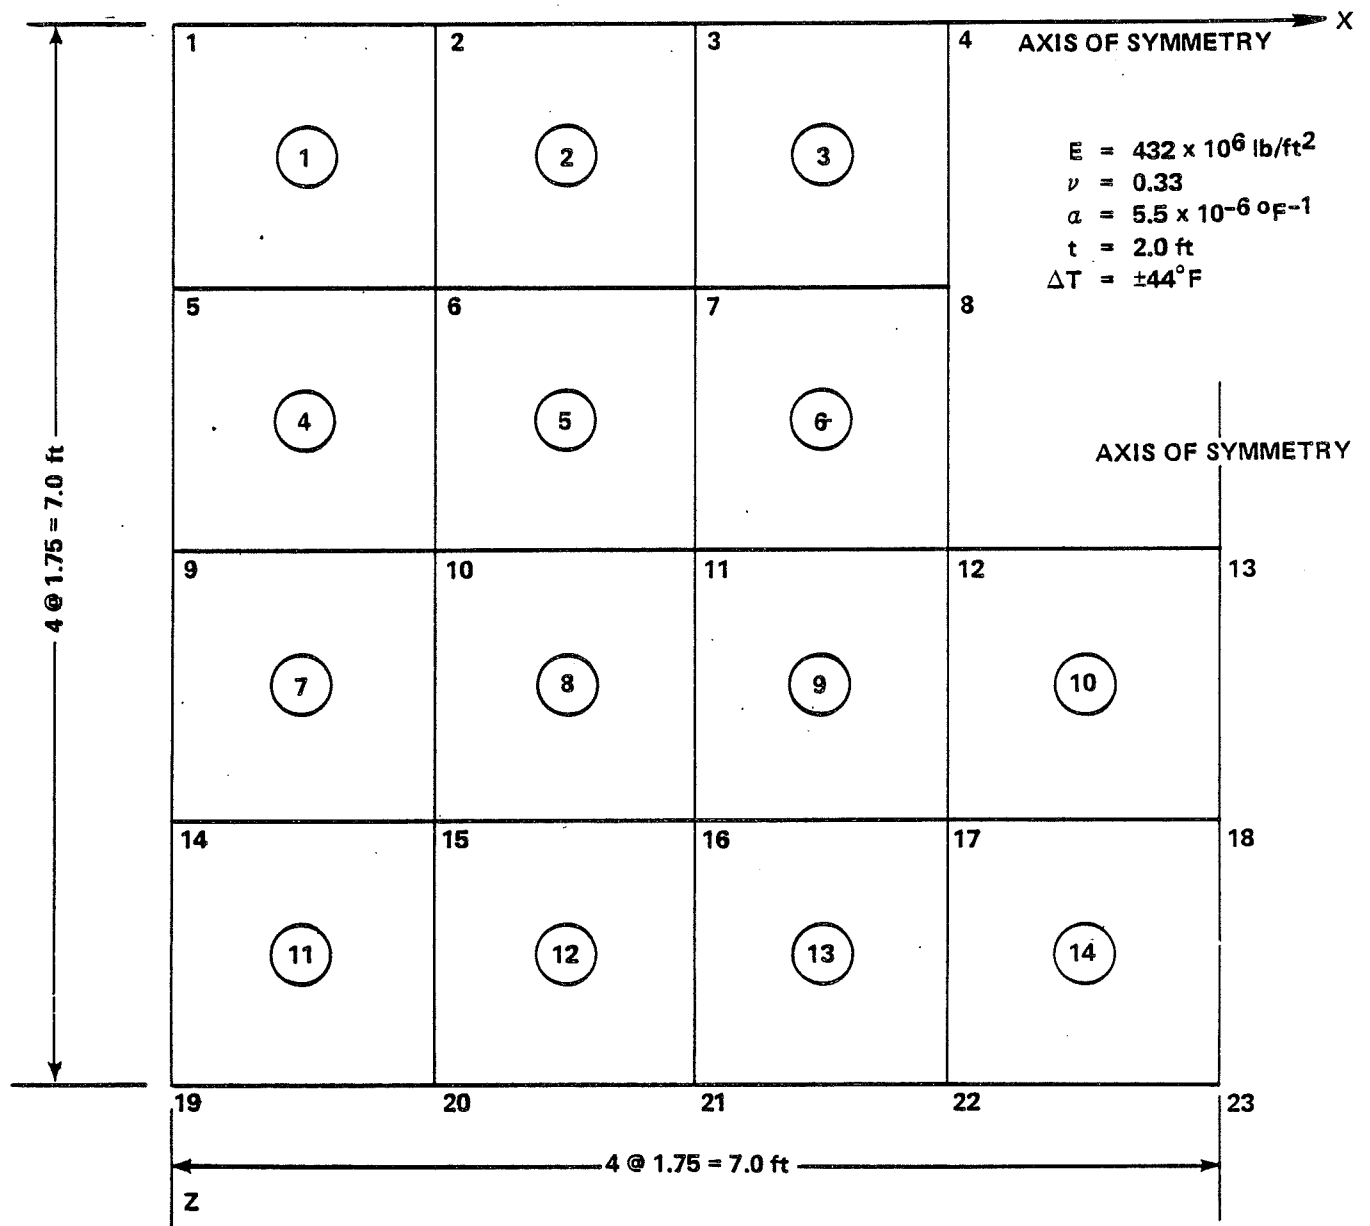 X
1 2 3 4 AXIS OF SYMMETRY
E = 432 x 10⁶ lb/ft²
1 2 3
ν = 0.33
α = 5.5 x 10⁻⁶ °F⁻¹
t = 2.0 ft
ΔT = ±44°F
5 6 7 8
4 5 6
AXIS OF SYMMETRY
4 @ 1.75 = 7.0 ft
9 10 11 12 13
7 8 9 10
14 15 16 17 18
11 12 13 14
19 20 21 22 23
4 @ 1.75 = 7.0 ft
Z